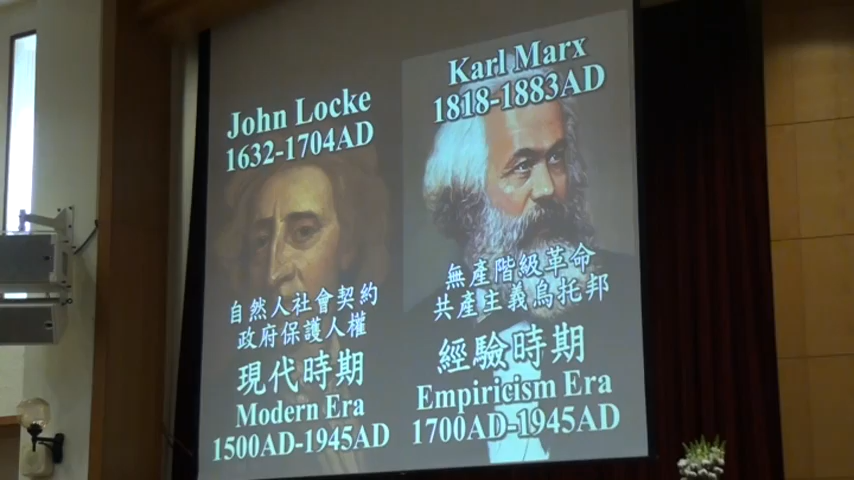 John Locke
1632-1704AD
自然人社會契約
政府保護人權
現代時期
Modern Era
1500AD-1945AD
Karl Marx
1818-1883AD
無產階級革命
共產主義烏托邦
經驗時期
Empiricism Era
1700AD-1945AD